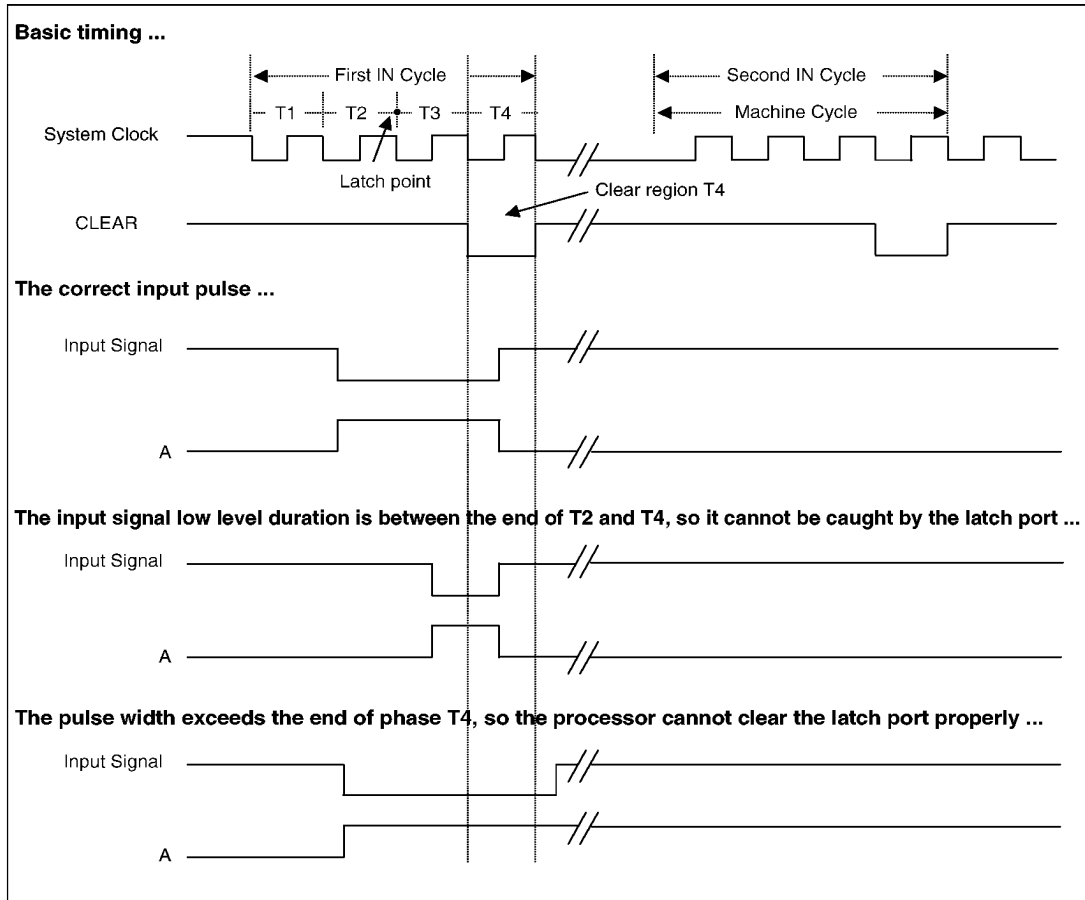 Basic timing ...
First IN Cycle
Second IN Cycle
T1 T2 T3 T4
Machine Cycle
System Clock
Latch point
Clear region T4
CLEAR
The correct input pulse ...
Input Signal
A
The input signal low level duration is between the end of T2 and T4, so it cannot be caught by the latch port ...
Input Signal
A
The pulse width exceeds the end of phase T4, so the processor cannot clear the latch port properly ...
Input Signal
A